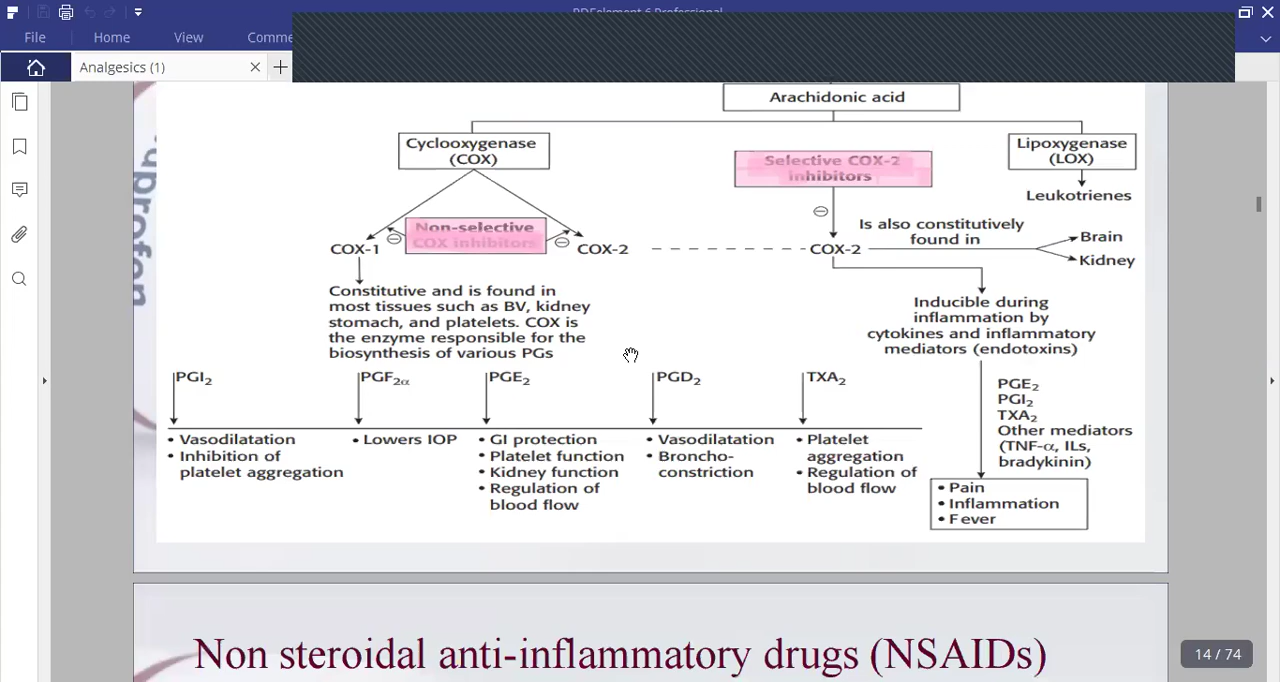 PDFelement 6 Professional
File
Home
View
Comme
Analgesics (1)
Arachidonic acid
Cyclooxygenase
(COX)
Selective COX-2
inhibitors
Lipoxygenase
(LOX)
Leukotrienes
Non-selective
COX inhibitors
COX-1
COX-2
COX-2
Is also constitutively
found in
Brain
Kidney
Constitutive and is found in
most tissues such as BV, kidney
stomach, and platelets. COX is
the enzyme responsible for the
biosynthesis of various PGs
Inducible during
inflammation by
cytokines and inflammatory
mediators (endotoxins)
PGI₂
PGF₂α
PGE₂
PGD₂
TXA₂
PGE₂
PGI₂
TXA₂
Other mediators
(TNF-α, ILs,
bradykinin)
• Vasodilatation
• Inhibition of
platelet aggregation
• Lowers IOP
• GI protection
• Platelet function
• Kidney function
• Regulation of
blood flow
• Vasodilatation
• Broncho-
constriction
• Platelet
aggregation
• Regulation of
blood flow
• Pain
• Inflammation
• Fever
Non steroidal anti-inflammatory drugs (NSAIDs)
14 / 74